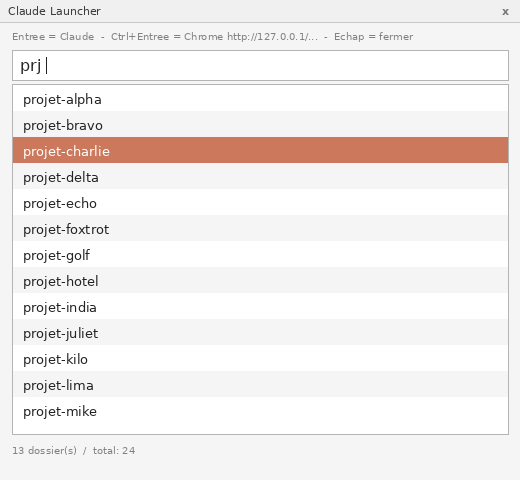 Claude Launcher x
Entree = Claude - Ctrl+Entree = Chrome http://127.0.0.1/... - Echap = fermer
prj
projet-alpha
projet-bravo
projet-charlie
projet-delta
projet-echo
projet-foxtrot
projet-golf
projet-hotel
projet-india
projet-juliet
projet-kilo
projet-lima
projet-mike
13 dossier(s) / total: 24